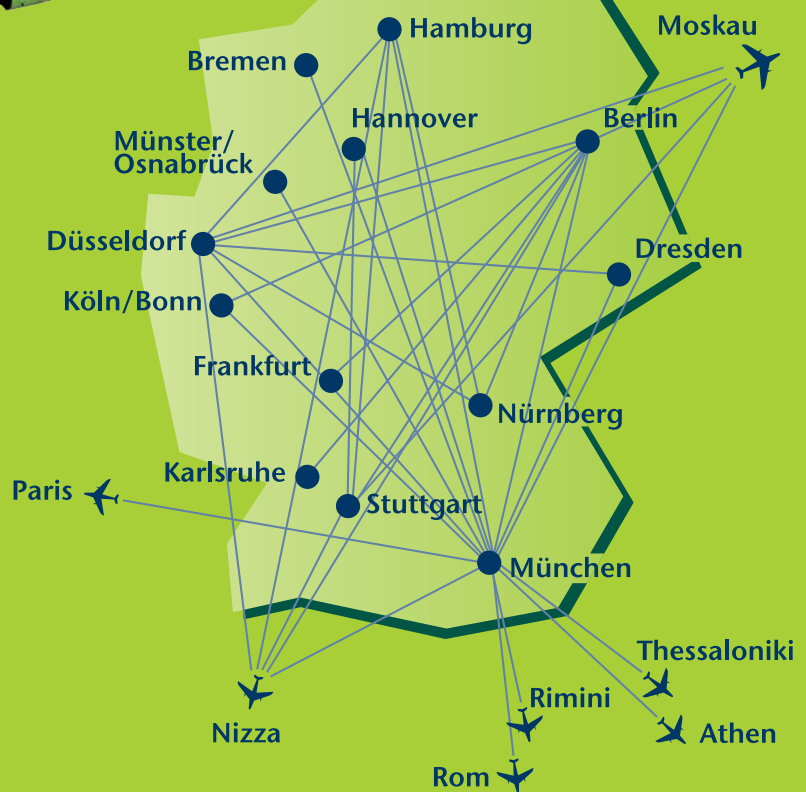 Moskau
Hamburg
Bremen
Hannover
Berlin
Münster/
Osnabrück
Düsseldorf
Dresden
Köln/Bonn
Frankfurt
Nürnberg
Karlsruhe
Paris
Stuttgart
München
Thessaloniki
Rimini
Nizza
Athen
Rom